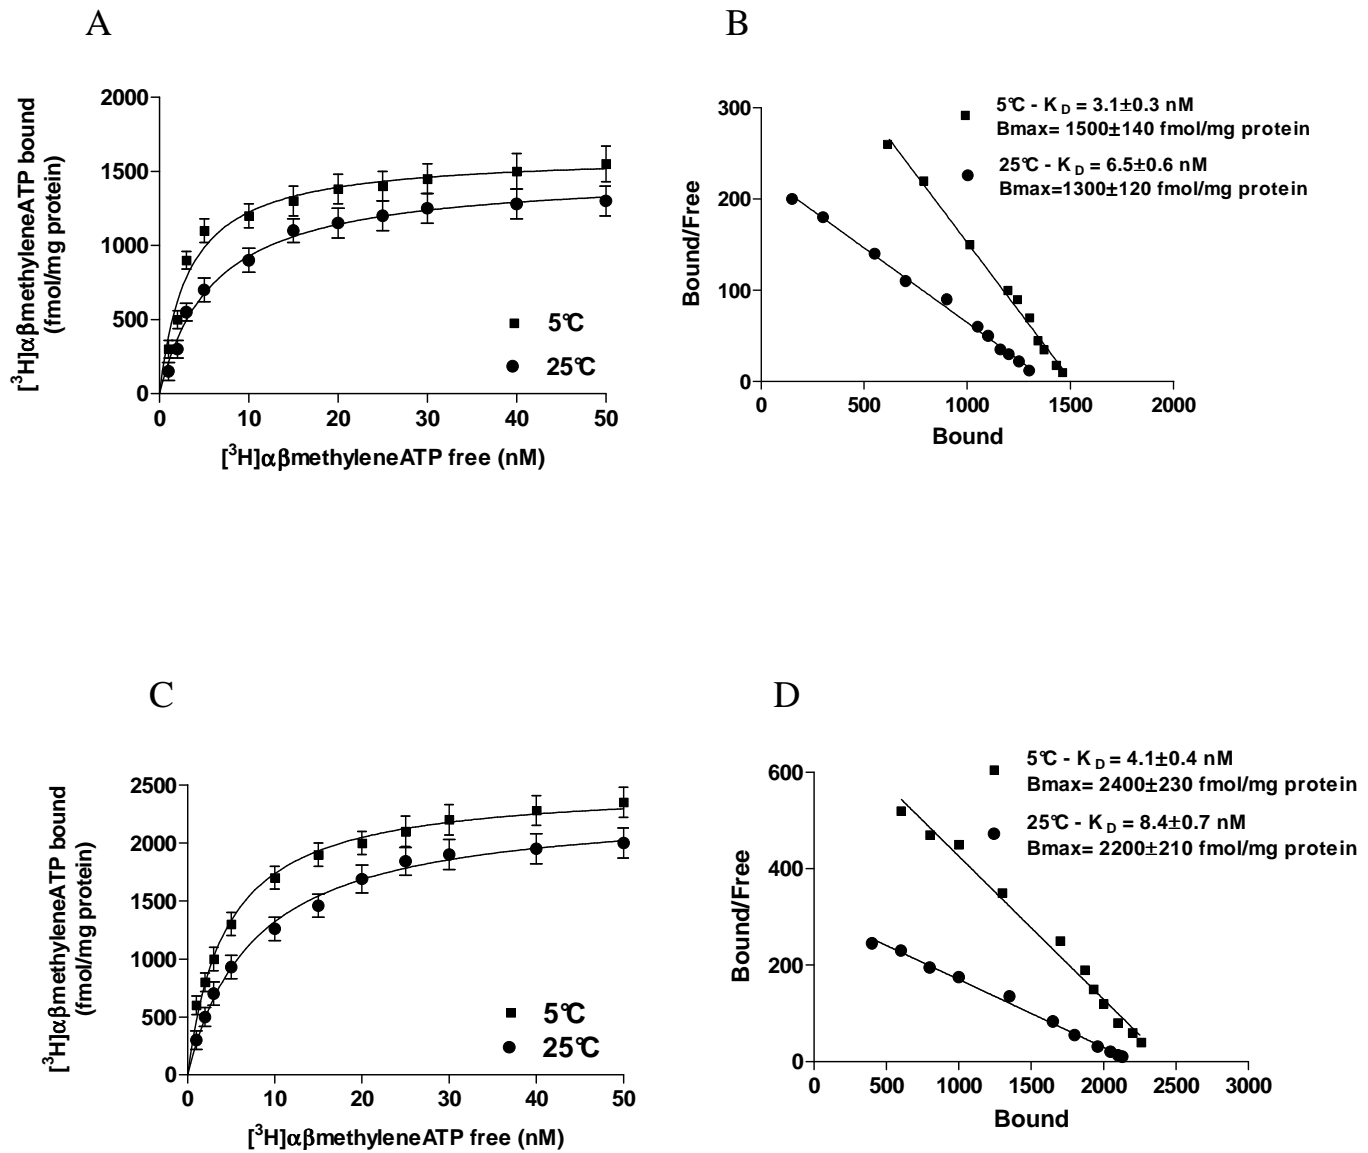 A
[³H]αβmethyleneATP bound
(fmol/mg protein)
2000
1500
1000
500
0
0 10 20 30 40 50
[³H]αβmethyleneATP free (nM)
5°C
25°C
B
Bound/Free
300
200
100
0
0 500 1000 1500 2000
Bound
5°C - K D = 3.1±0.3 nM
Bmax= 1500±140 fmol/mg protein
25°C - K D = 6.5±0.6 nM
Bmax=1300±120 fmol/mg protein
C
[³H]αβmethyleneATP bound
(fmol/mg protein)
2500
2000
1500
1000
500
0
0 10 20 30 40 50
[³H]αβmethyleneATP free (nM)
5°C
25°C
D
Bound/Free
600
400
200
0
0 500 1000 1500 2000 2500 3000
Bound
5°C - K D = 4.1±0.4 nM
Bmax= 2400±230 fmol/mg protein
25°C - K D = 8.4±0.7 nM
Bmax= 2200±210 fmol/mg protein